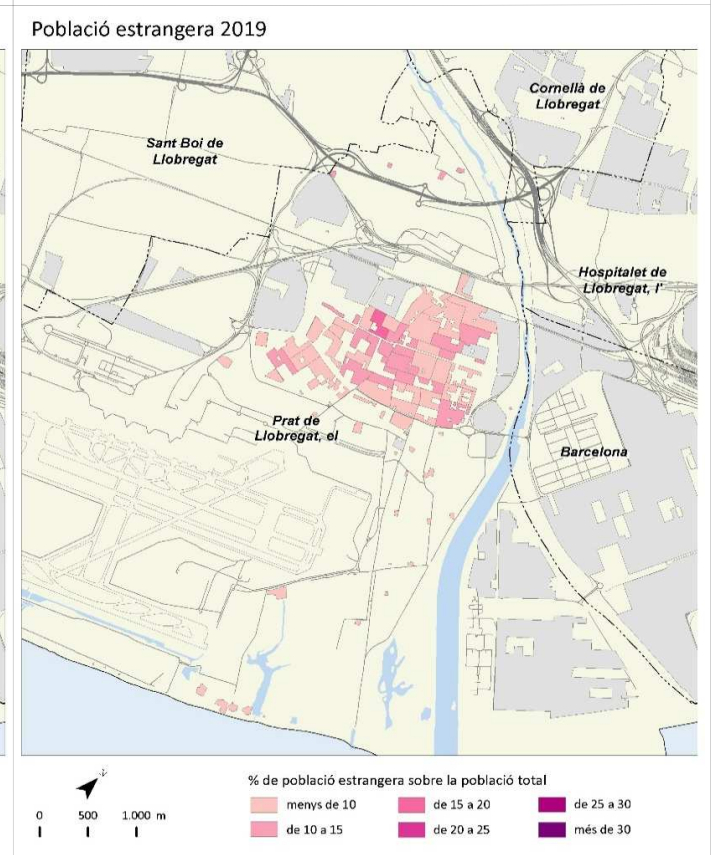 Població estrangera 2019
Cornellà de
Llobregat
Sant Boi de
Llobregat
Hospitalet de
Llobregat, l'
Prat de
Llobregat, el
Barcelona
% de població estrangera sobre la població total
0 500 1.000 m
menys de 10
de 15 a 20
de 25 a 30
de 10 a 15
de 20 a 25
més de 30